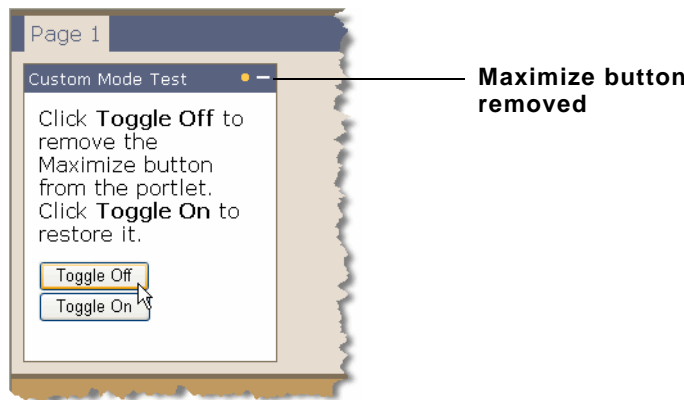 Page 1
Custom Mode Test
Maximize button
removed
Click Toggle Off to
remove the
Maximize button
from the portlet.
Click Toggle On to
restore it.
Toggle Off
Toggle On